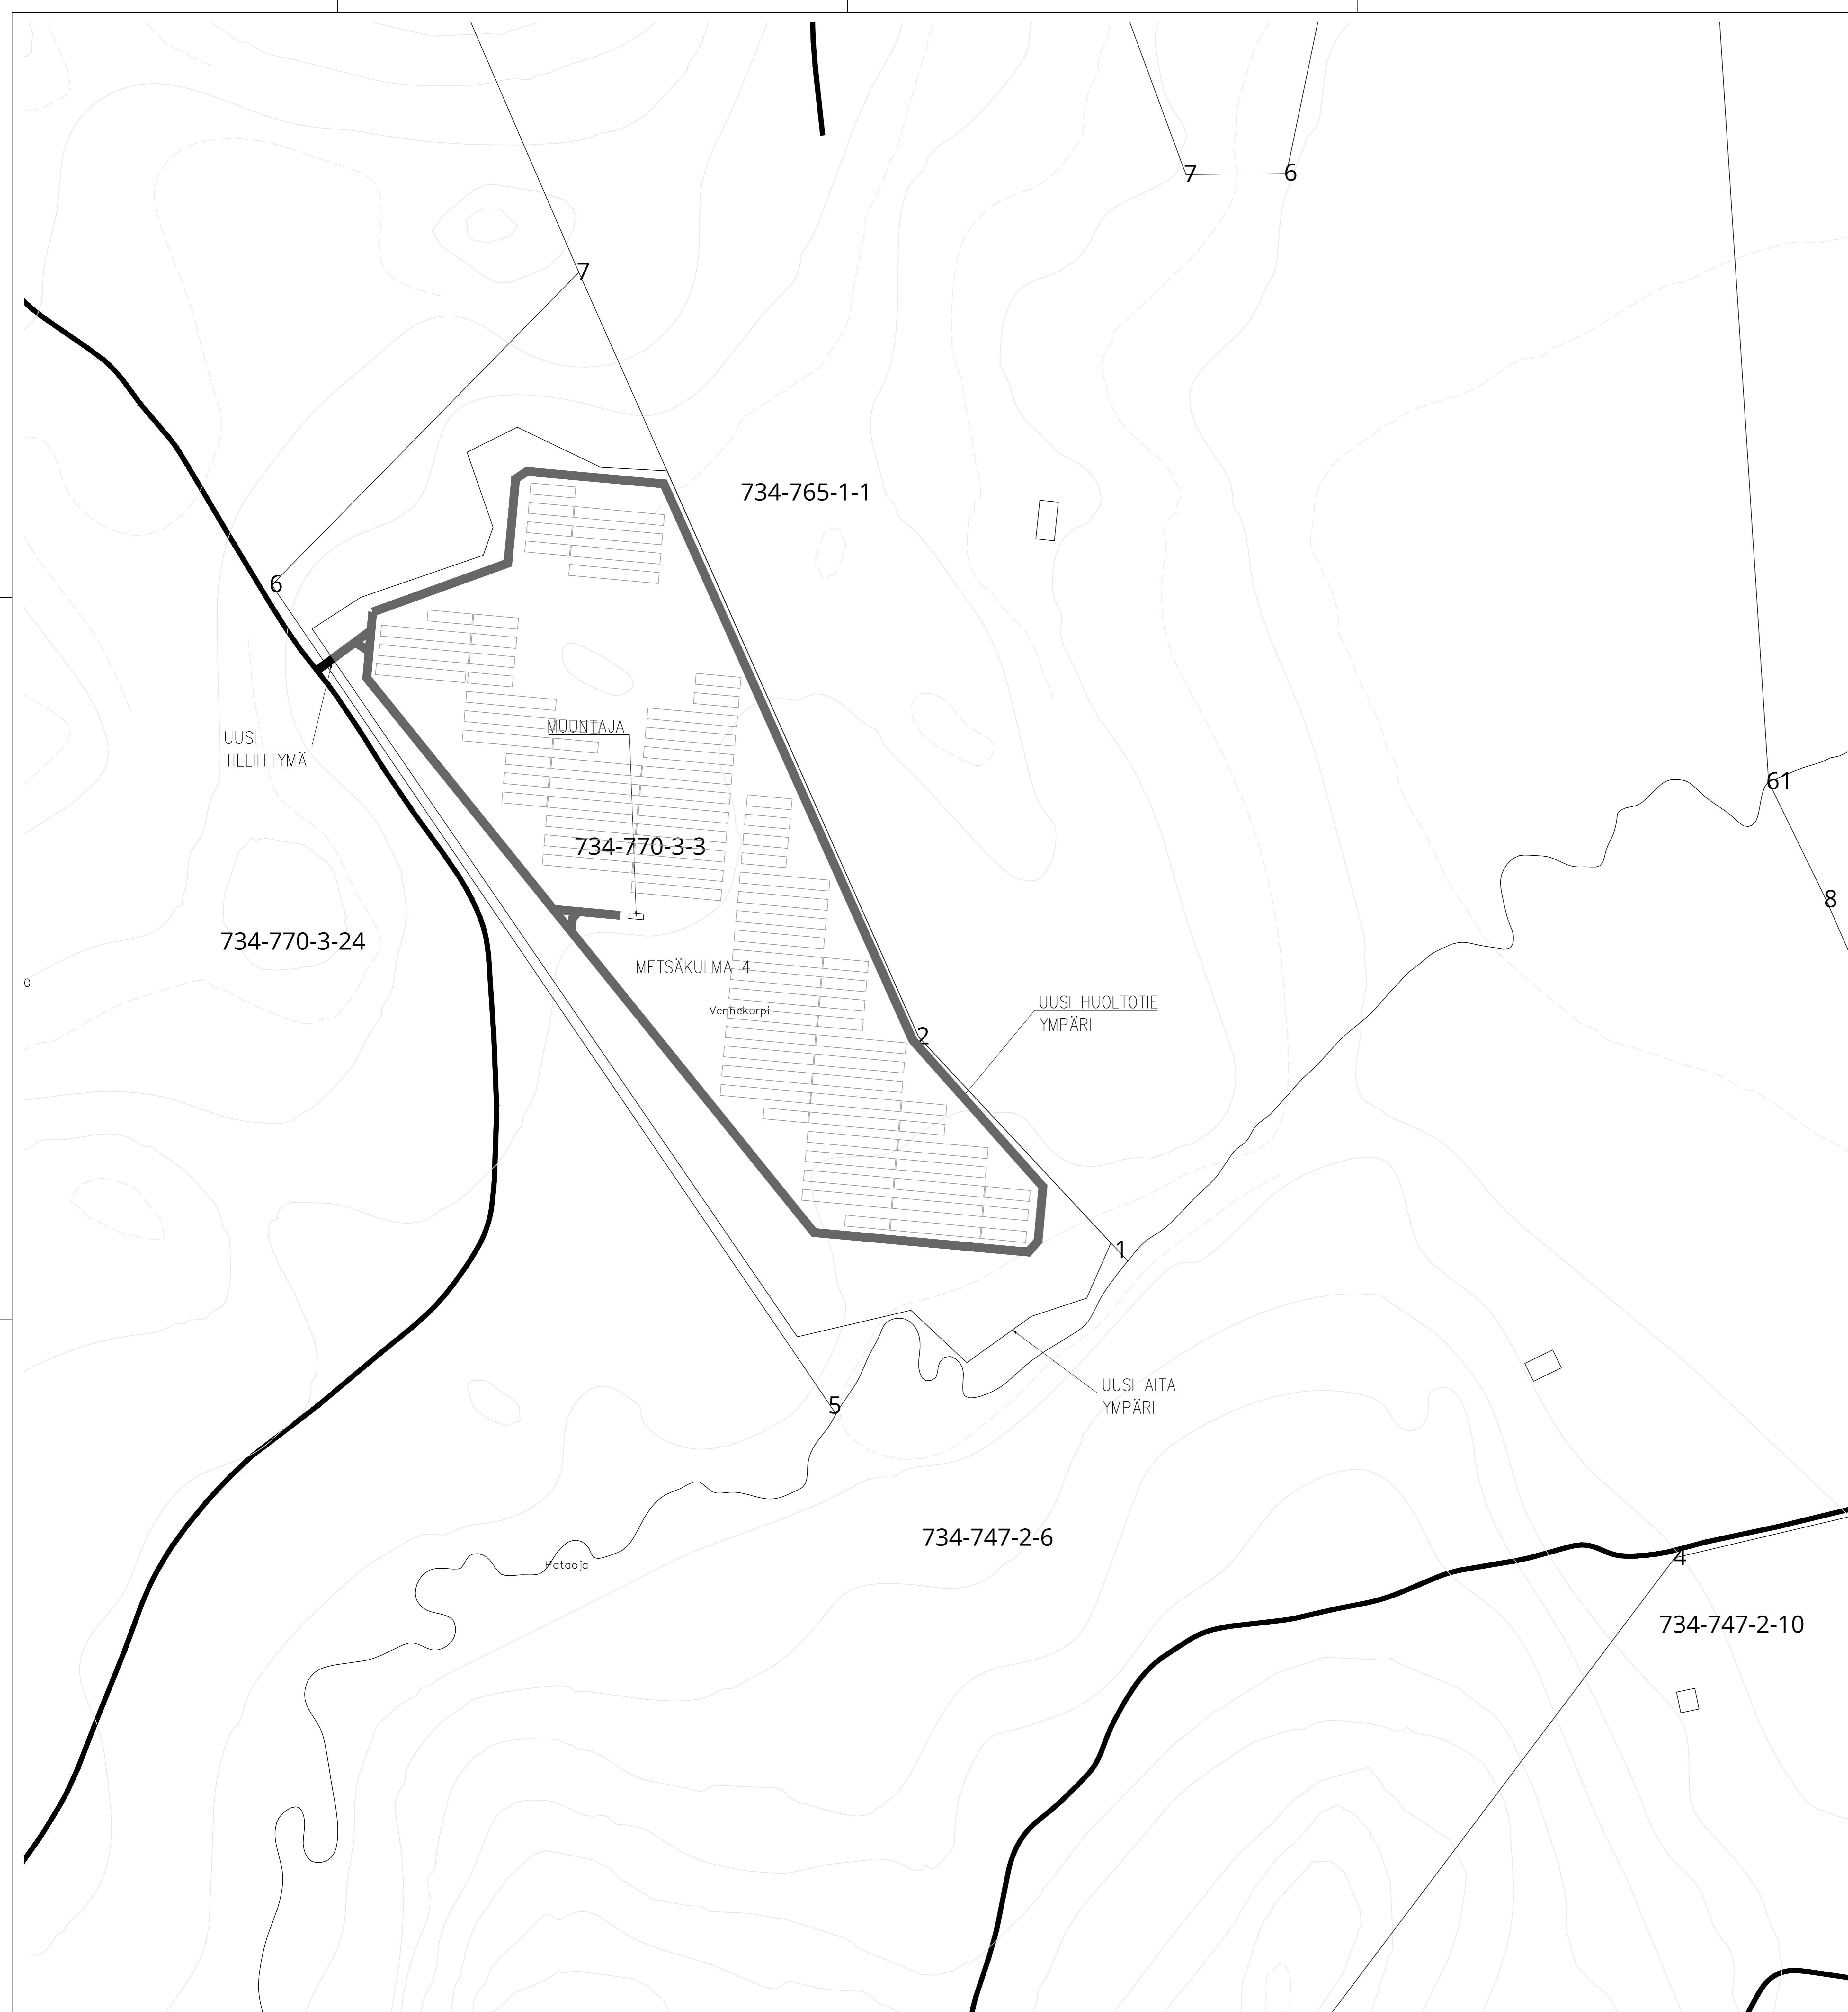 7
6
7
734-765-1-1
6
UUSI
TIELIITTYMÄ
MUUNTAJA
61
734-770-3-3
8
734-770-3-24
METSÄKULMA 4
0
Venhekorpi
UUSI HUOLTOTIE
YMPÄRI
2
1
UUSI AITA
YMPÄRI
5
734-747-2-6
4
Pataoja
734-747-2-10